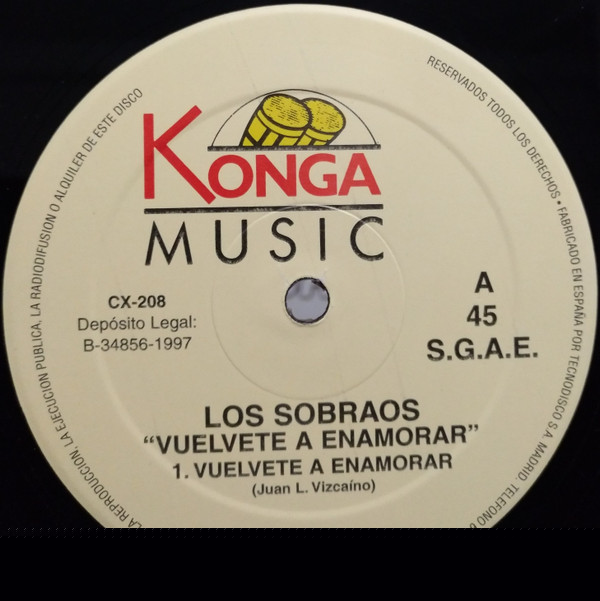 KONGA
MUSIC
CX-208
Depósito Legal:
B-34856-1997
A
45
S.G.A.E.
LOS SOBRAOS
"VUELVETE A ENAMORAR"
1. VUELVETE A ENAMORAR
(Juan L. Vizcaíno)
LA REPRODUCCION, LA EJECUCION PUBLICA, LA RADIODIFUSION O ALQUILER DE ESTE DISCO
RESERVADOS TODOS LOS DERECHOS • FABRICADO EN ESPAÑA POR TECNODISCO S.A. MADRID. TELEFONO